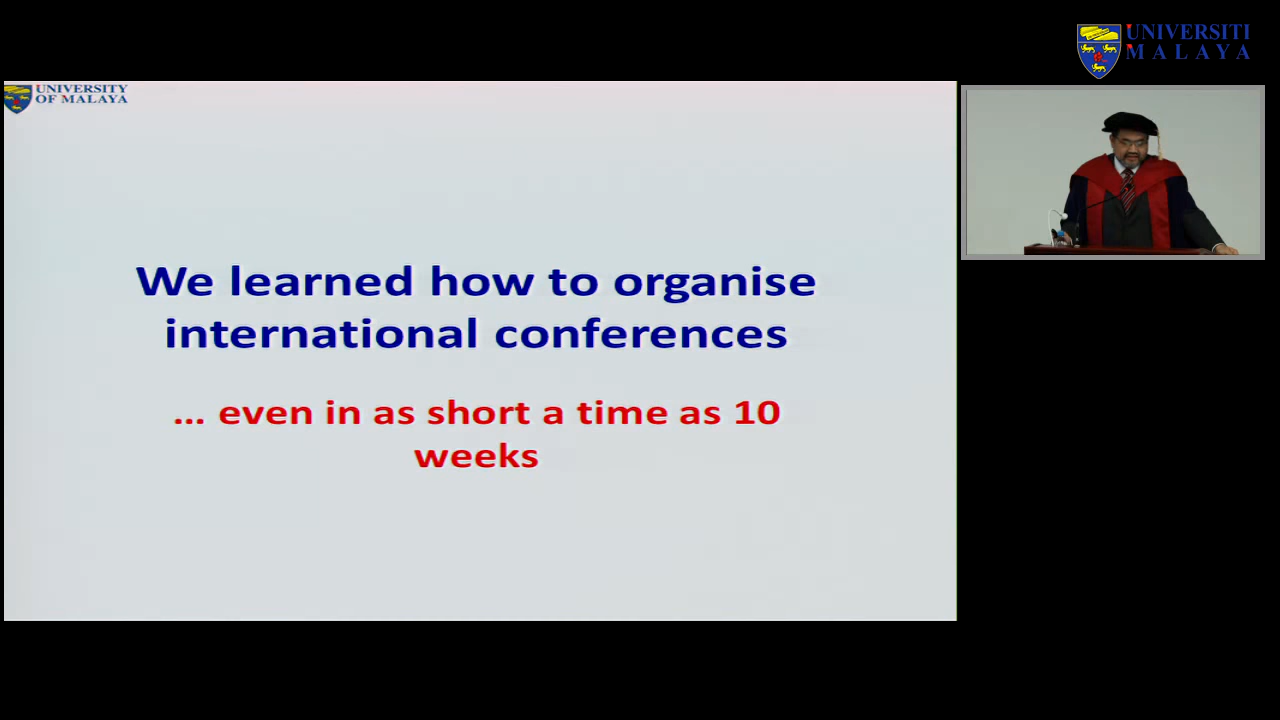 UNIVERSITI
MALAYA
UNIVERSITY
OF MALAYA
We learned how to organise
international conferences
... even in as short a time as 10
weeks